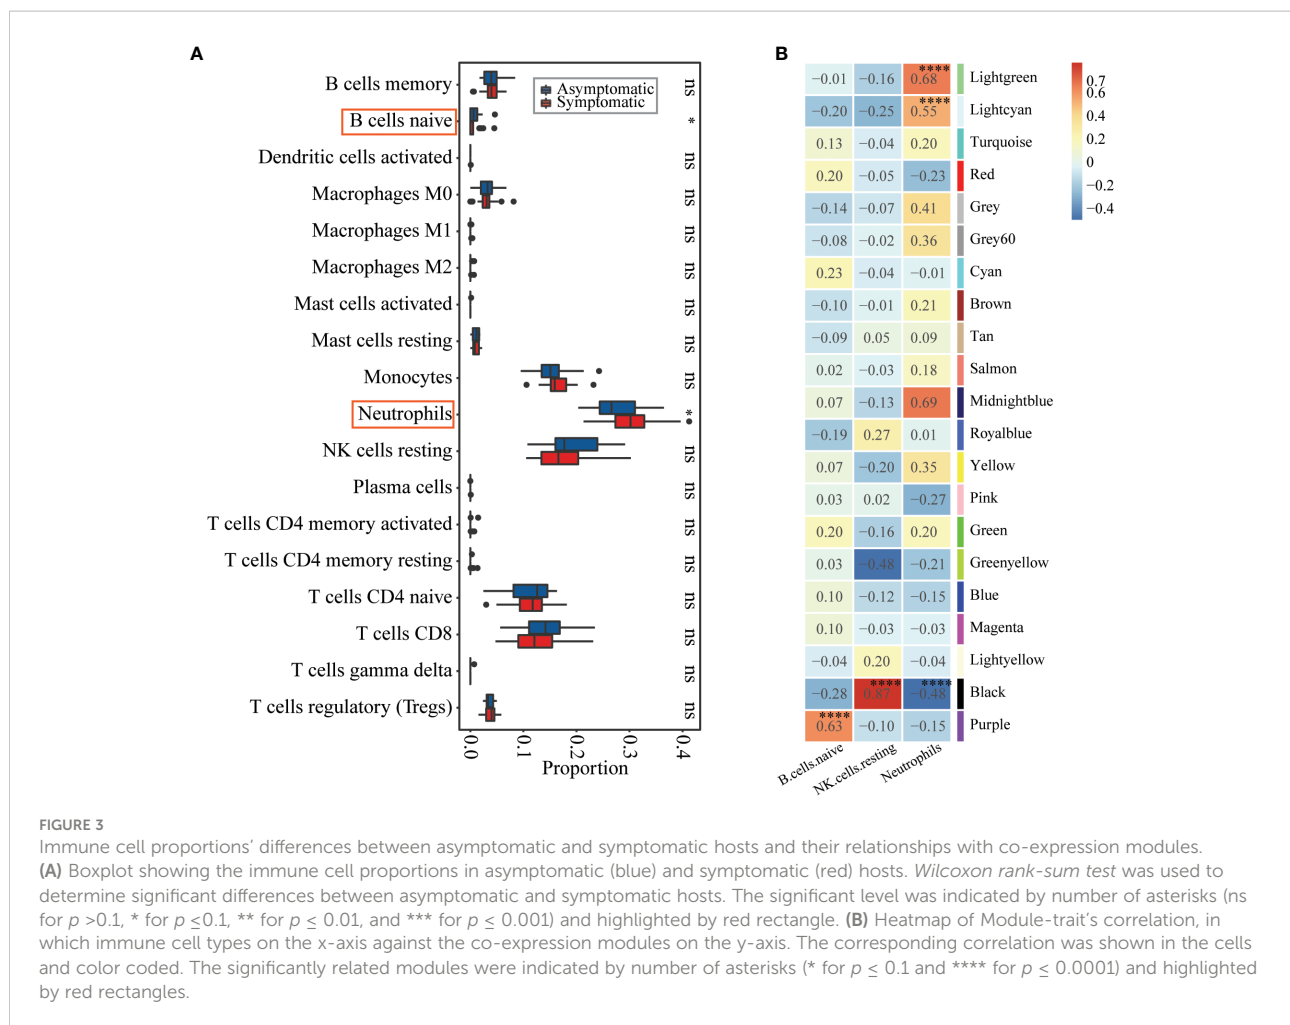 A
B cells memory
B cells naive
Dendritic cells activated
Macrophages M0
Macrophages M1
Macrophages M2
Mast cells activated
Mast cells resting
Monocytes
Neutrophils
NK cells resting
Plasma cells
T cells CD4 memory activated
T cells CD4 memory resting
T cells CD4 naive
T cells CD8
T cells gamma delta
T cells regulatory (Tregs)
Asymptomatic
Symptomatic
ns
*
ns
ns
ns
ns
ns
ns
ns
*
ns
ns
ns
ns
ns
ns
ns
ns
0.0 0.1 0.2 0.3 0.4
Proportion
B
−0.01 −0.16 0.68 **** Lightgreen
−0.20 −0.25 0.55 **** Lightcyan
0.13 −0.04 0.20 Turquoise
0.20 −0.05 −0.23 Red
−0.14 −0.07 0.41 Grey
−0.08 −0.02 0.36 Grey60
0.23 −0.04 −0.01 Cyan
−0.10 −0.01 0.21 Brown
−0.09 0.05 0.09 Tan
0.02 −0.03 0.18 Salmon
0.07 −0.13 0.69 Midnightblue
−0.19 0.27 0.01 Royalblue
0.07 −0.20 0.35 Yellow
0.03 0.02 −0.27 Pink
0.20 −0.16 0.20 Green
0.03 −0.48 −0.21 Greenyellow
0.10 −0.12 −0.15 Blue
0.10 −0.03 −0.03 Magenta
−0.04 0.20 −0.04 Lightyellow
−0.28 0.87 **** −0.48 **** Black
0.63 **** −0.10 −0.15 Purple
B.cells.naive NK.cells.resting Neutrophils
0.7
0.6
0.4
0.2
0
−0.2
−0.4
FIGURE 3
Immune cell proportions’ differences between asymptomatic and symptomatic hosts and their relationships with co-expression modules.
(A) Boxplot showing the immune cell proportions in asymptomatic (blue) and symptomatic (red) hosts. Wilcoxon rank-sum test was used to
determine significant differences between asymptomatic and symptomatic hosts. The significant level was indicated by number of asterisks (ns
for p >0.1, * for p ≤0.1, ** for p ≤ 0.01, and *** for p ≤ 0.001) and highlighted by red rectangle. (B) Heatmap of Module-trait’s correlation, in
which immune cell types on the x-axis against the co-expression modules on the y-axis. The corresponding correlation was shown in the cells
and color coded. The significantly related modules were indicated by number of asterisks (* for p ≤ 0.1 and **** for p ≤ 0.0001) and highlighted
by red rectangles.